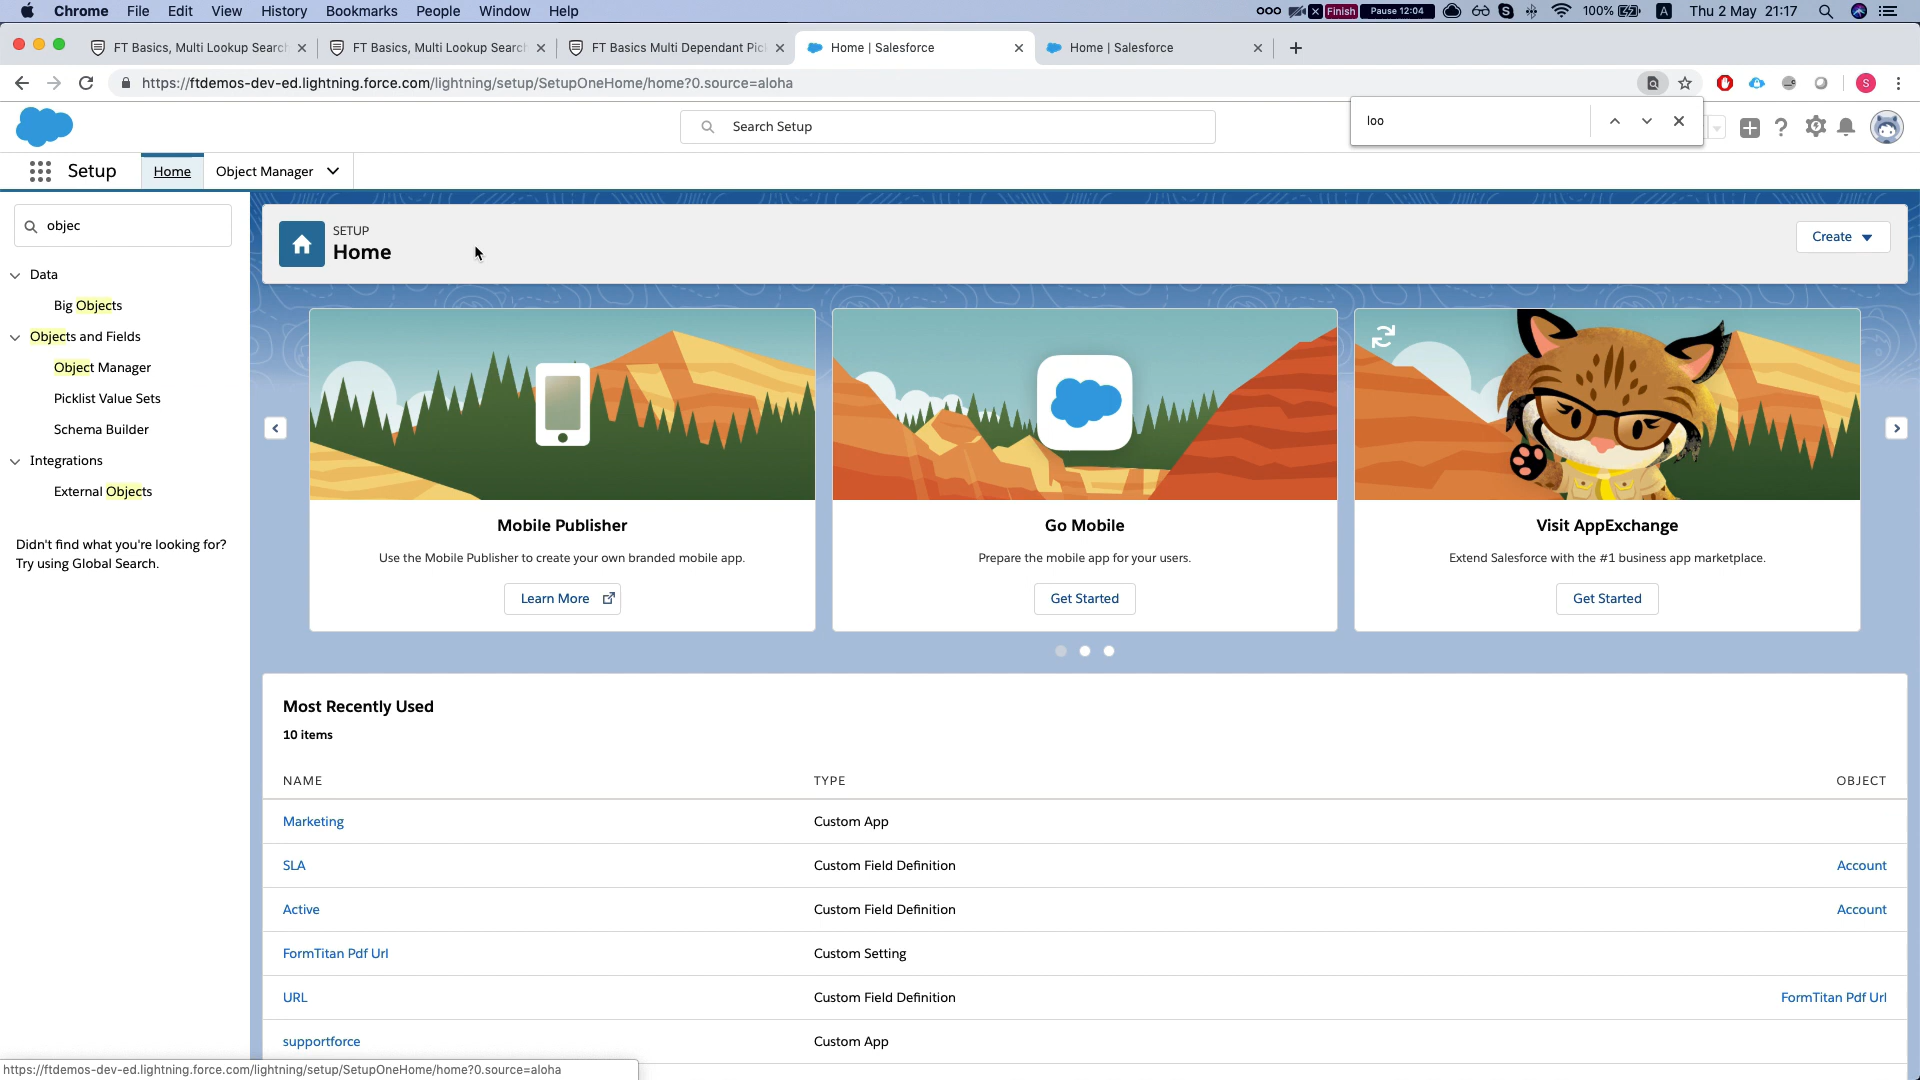 Chrome File Edit View History Bookmarks People Window Help
Finish Pause 12:04 100% A Thu 2 May 21:17
FT Basics, Multi Lookup Search
FT Basics, Multi Lookup Search
FT Basics Multi Dependant Pic
Home | Salesforce
Home | Salesforce
https://ftdemos-dev-ed.lightning.force.com/lightning/setup/SetupOneHome/home?0.source=aloha
S
loo
Search Setup
Setup
Home
Object Manager
objec
Data
Big Objects
Objects and Fields
Object Manager
Picklist Value Sets
Schema Builder
Integrations
External Objects
Didn't find what you're looking for?
Try using Global Search.
SETUP
Home
Create
Mobile Publisher
Use the Mobile Publisher to create your own branded mobile app.
Learn More
Go Mobile
Prepare the mobile app for your users.
Get Started
Visit AppExchange
Extend Salesforce with the #1 business app marketplace.
Get Started
Most Recently Used
10 items
NAME TYPE OBJECT
Marketing Custom App
SLA Custom Field Definition Account
Active Custom Field Definition Account
FormTitan Pdf Url Custom Setting
URL Custom Field Definition FormTitan Pdf Url
supportforce Custom App
https://ftdemos-dev-ed.lightning.force.com/lightning/setup/SetupOneHome/home?0.source=aloha